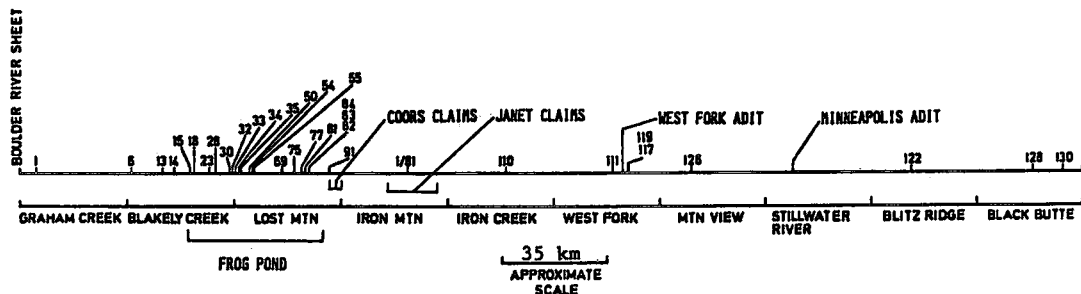 BOULDER RIVER SHEET
1
6
13
14
15
18
23
28
30
32
33
34
35
50
54
55
69
75
77
81
64
63
62
91
COORS CLAIMS
JANET CLAIMS
1/81
110
111
119
117
WEST FORK ADIT
126
MINNEAPOLIS ADIT
122
128
130
GRAHAM CREEK
BLAKELY CREEK
LOST MTN
IRON MTN
IRON CREEK
WEST FORK
MTN VIEW
STILLWATER
RIVER
BLITZ RIDGE
BLACK BUTTE
FROG POND
35 km
APPROXIMATE
SCALE